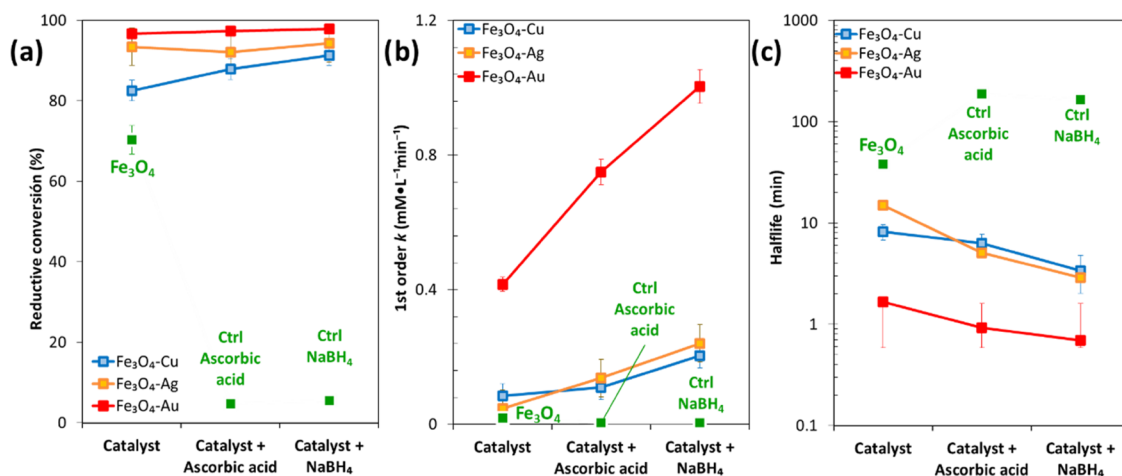 (a)
100
80
60
40
20
0
Reductive conversión (%)
Fe₃O₄
Ctrl
Ascorbic
acid
Ctrl
NaBH₄
Fe₃O₄-Cu
Fe₃O₄-Ag
Fe₃O₄-Au
Catalyst
Catalyst +
Ascorbic acid
Catalyst +
NaBH₄
(b)
1.2
0.8
0.4
0
1st order k (mM•L⁻¹min⁻¹)
Fe₃O₄-Cu
Fe₃O₄-Ag
Fe₃O₄-Au
Ctrl
Ascorbic
acid
Fe₃O₄
Ctrl
NaBH₄
Catalyst
Catalyst +
Ascorbic acid
Catalyst +
NaBH₄
(c)
1000
100
10
1
0.1
Halflife (min)
Fe₃O₄-Cu
Fe₃O₄-Ag
Fe₃O₄-Au
Fe₃O₄
Ctrl
Ascorbic
acid
Ctrl
NaBH₄
Catalyst
Catalyst +
Ascorbic acid
Catalyst +
NaBH₄